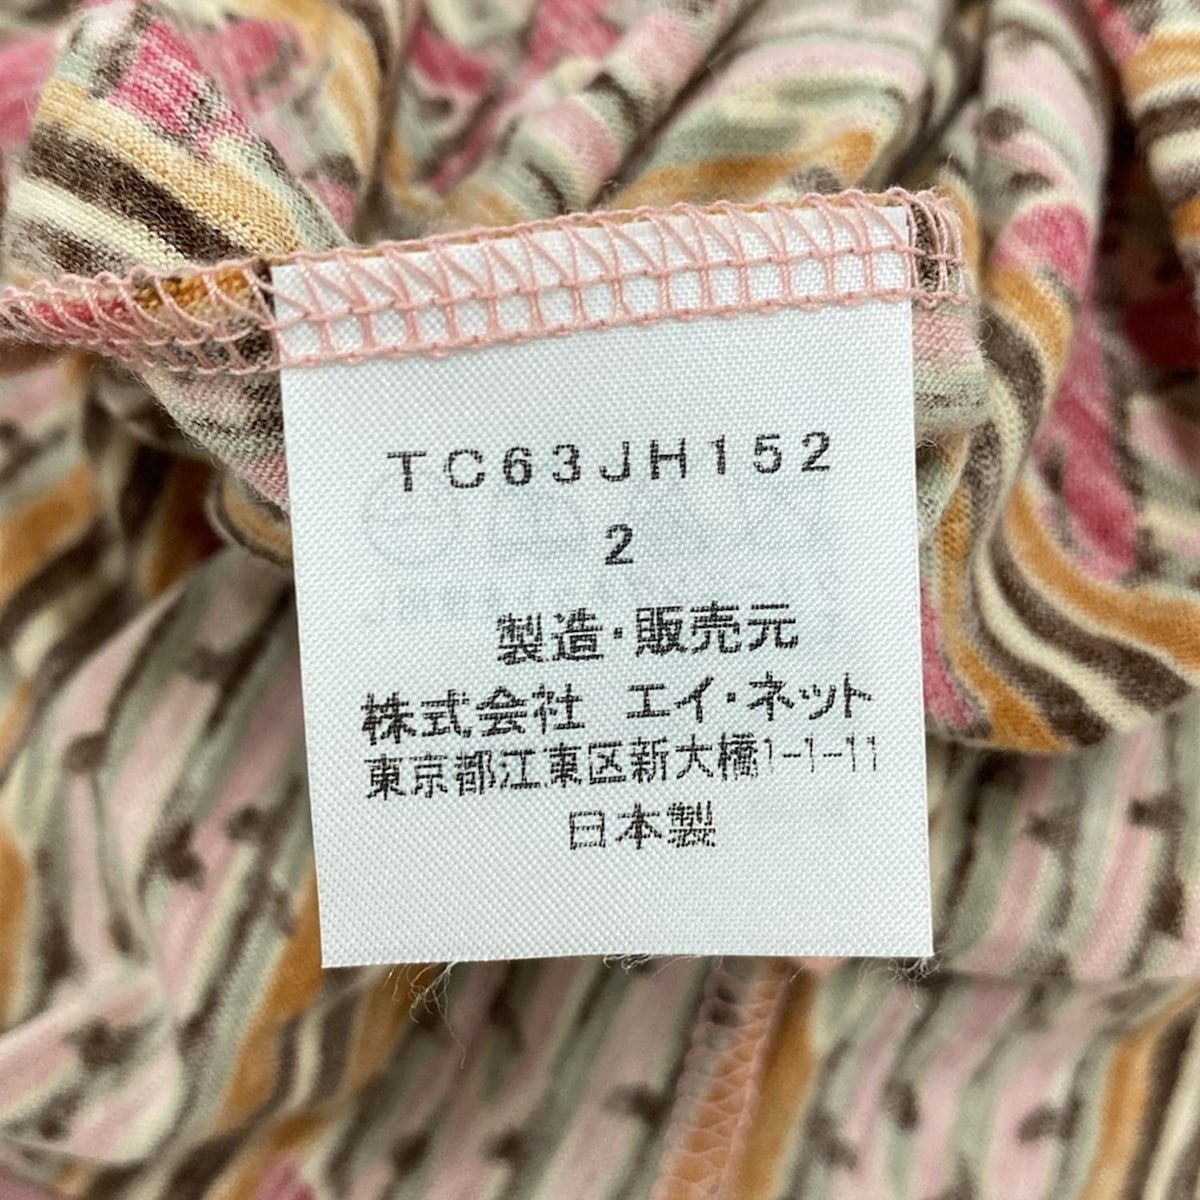 TC63JH152
2
製造・販売元
株式会社 エイ・ネット
東京都江東区新大橋1-1-11
日本製